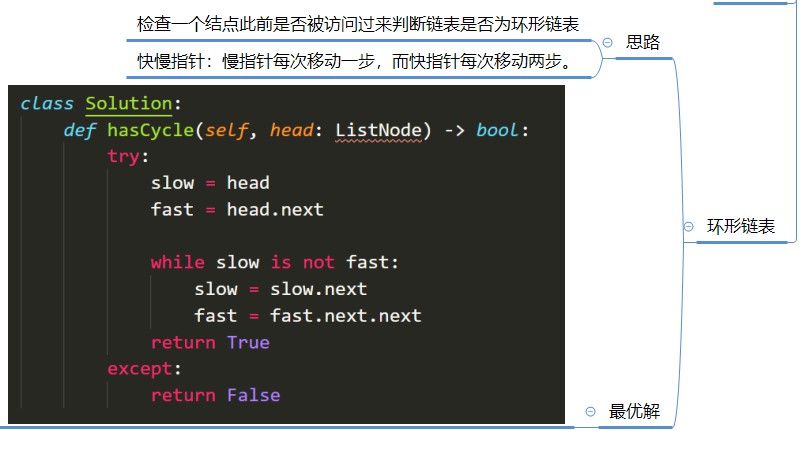 检查一个结点此前是否被访问过来判断链表是否为环形链表
快慢指针：慢指针每次移动一步，而快指针每次移动两步。
思路
class Solution:
    def hasCycle(self, head: ListNode) -> bool:
        try:
            slow = head
            fast = head.next

            while slow is not fast:
                slow = slow.next
                fast = fast.next.next
            return True
        except:
            return False
环形链表
最优解